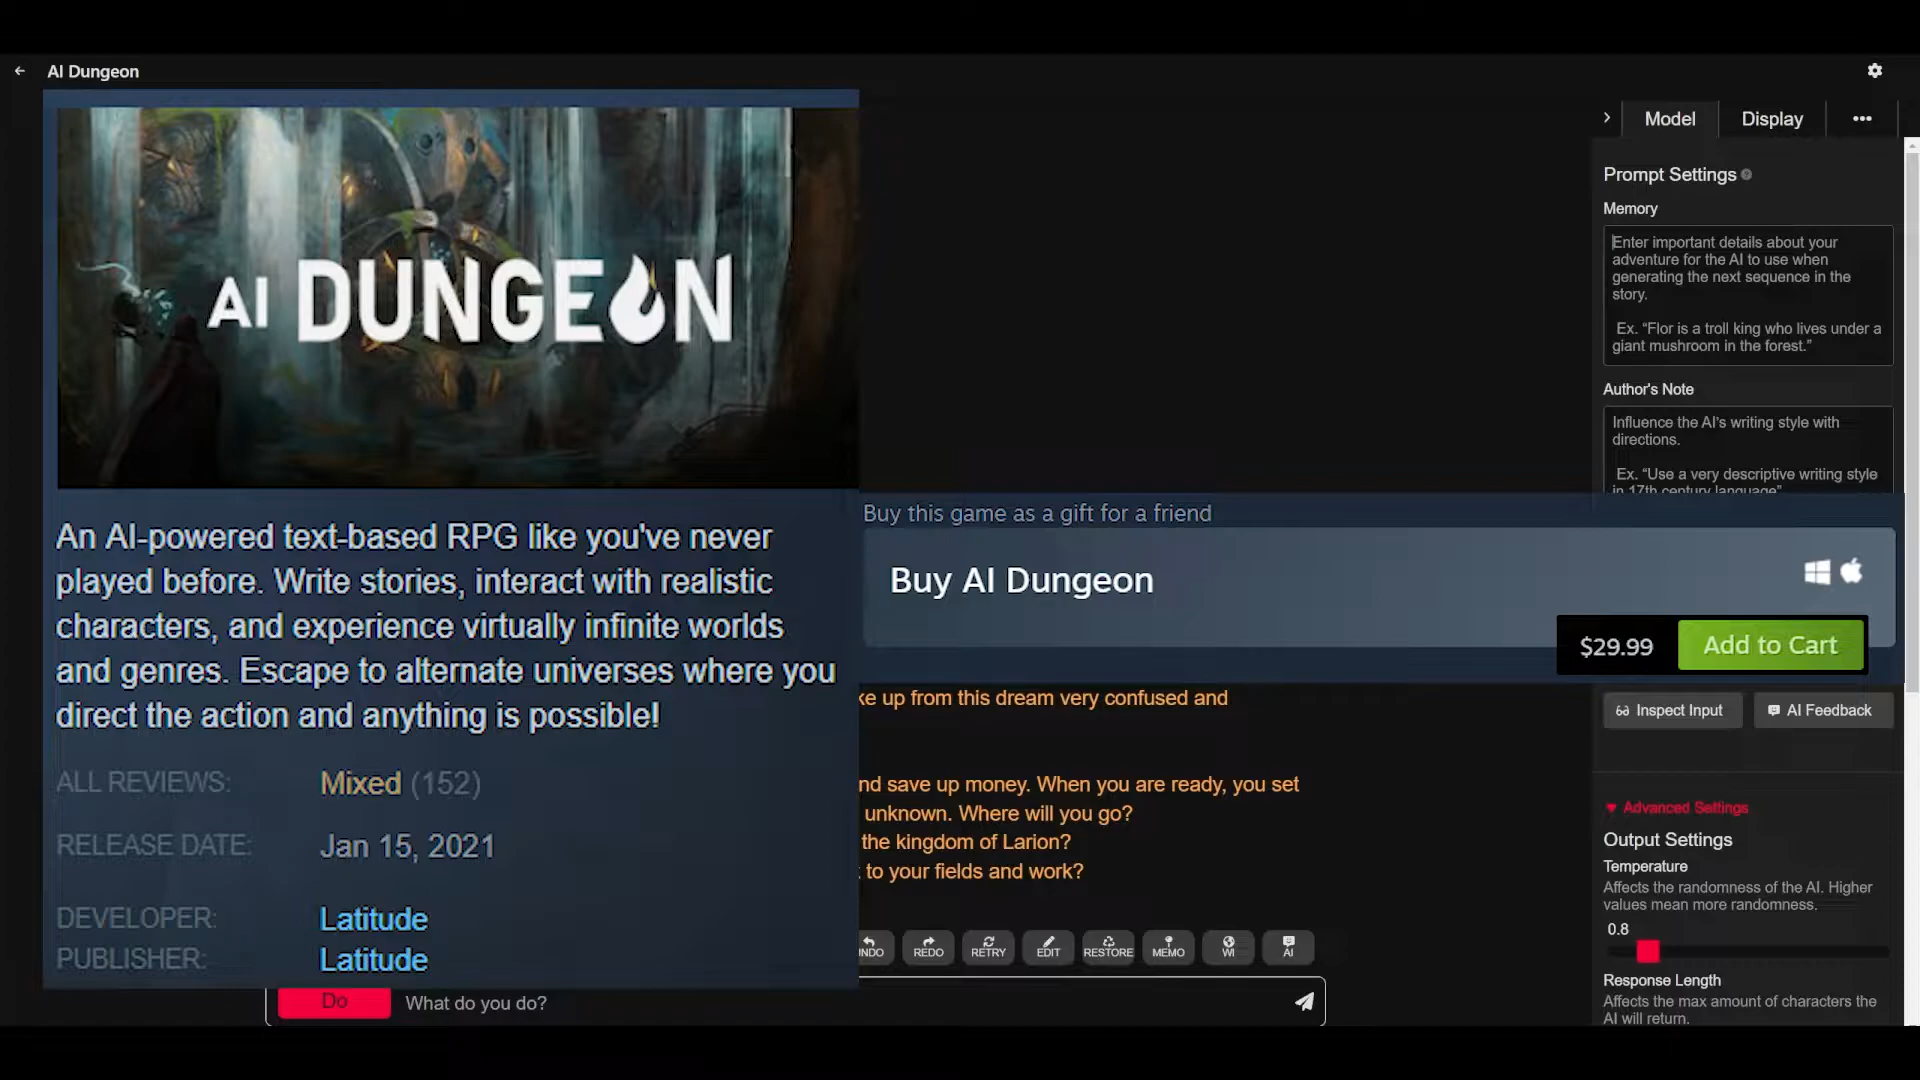 AI Dungeon
AI DUNGEON
An AI-powered text-based RPG like you've never
played before. Write stories, interact with realistic
characters, and experience virtually infinite worlds
and genres. Escape to alternate universes where you
direct the action and anything is possible!
ALL REVIEWS: Mixed (152)
RELEASE DATE: Jan 15, 2021
DEVELOPER: Latitude
PUBLISHER: Latitude
Buy this game as a gift for a friend
Buy AI Dungeon
$29.99 Add to Cart
up from this dream very confused and
save up money. When you are ready, you set
unknown. Where will you go?
the kingdom of Larion?
to your fields and work?
REDO RETRY EDIT RESTORE MEMO WI AI
Do What do you do?
Model Display
Prompt Settings
Memory
Enter important details about your
adventure for the AI to use when
generating the next sequence in the
story.
Ex. “Flor is a troll king who lives under a
giant mushroom in the forest.”
Author's Note
Influence the AI's writing style with
directions.
Ex. “Use a very descriptive writing style
in 17th century language”
Inspect Input AI Feedback
Advanced Settings
Output Settings
Temperature
Affects the randomness of the AI. Higher
values mean more randomness.
0.8
Response Length
Affects the max amount of characters the
AI will return.